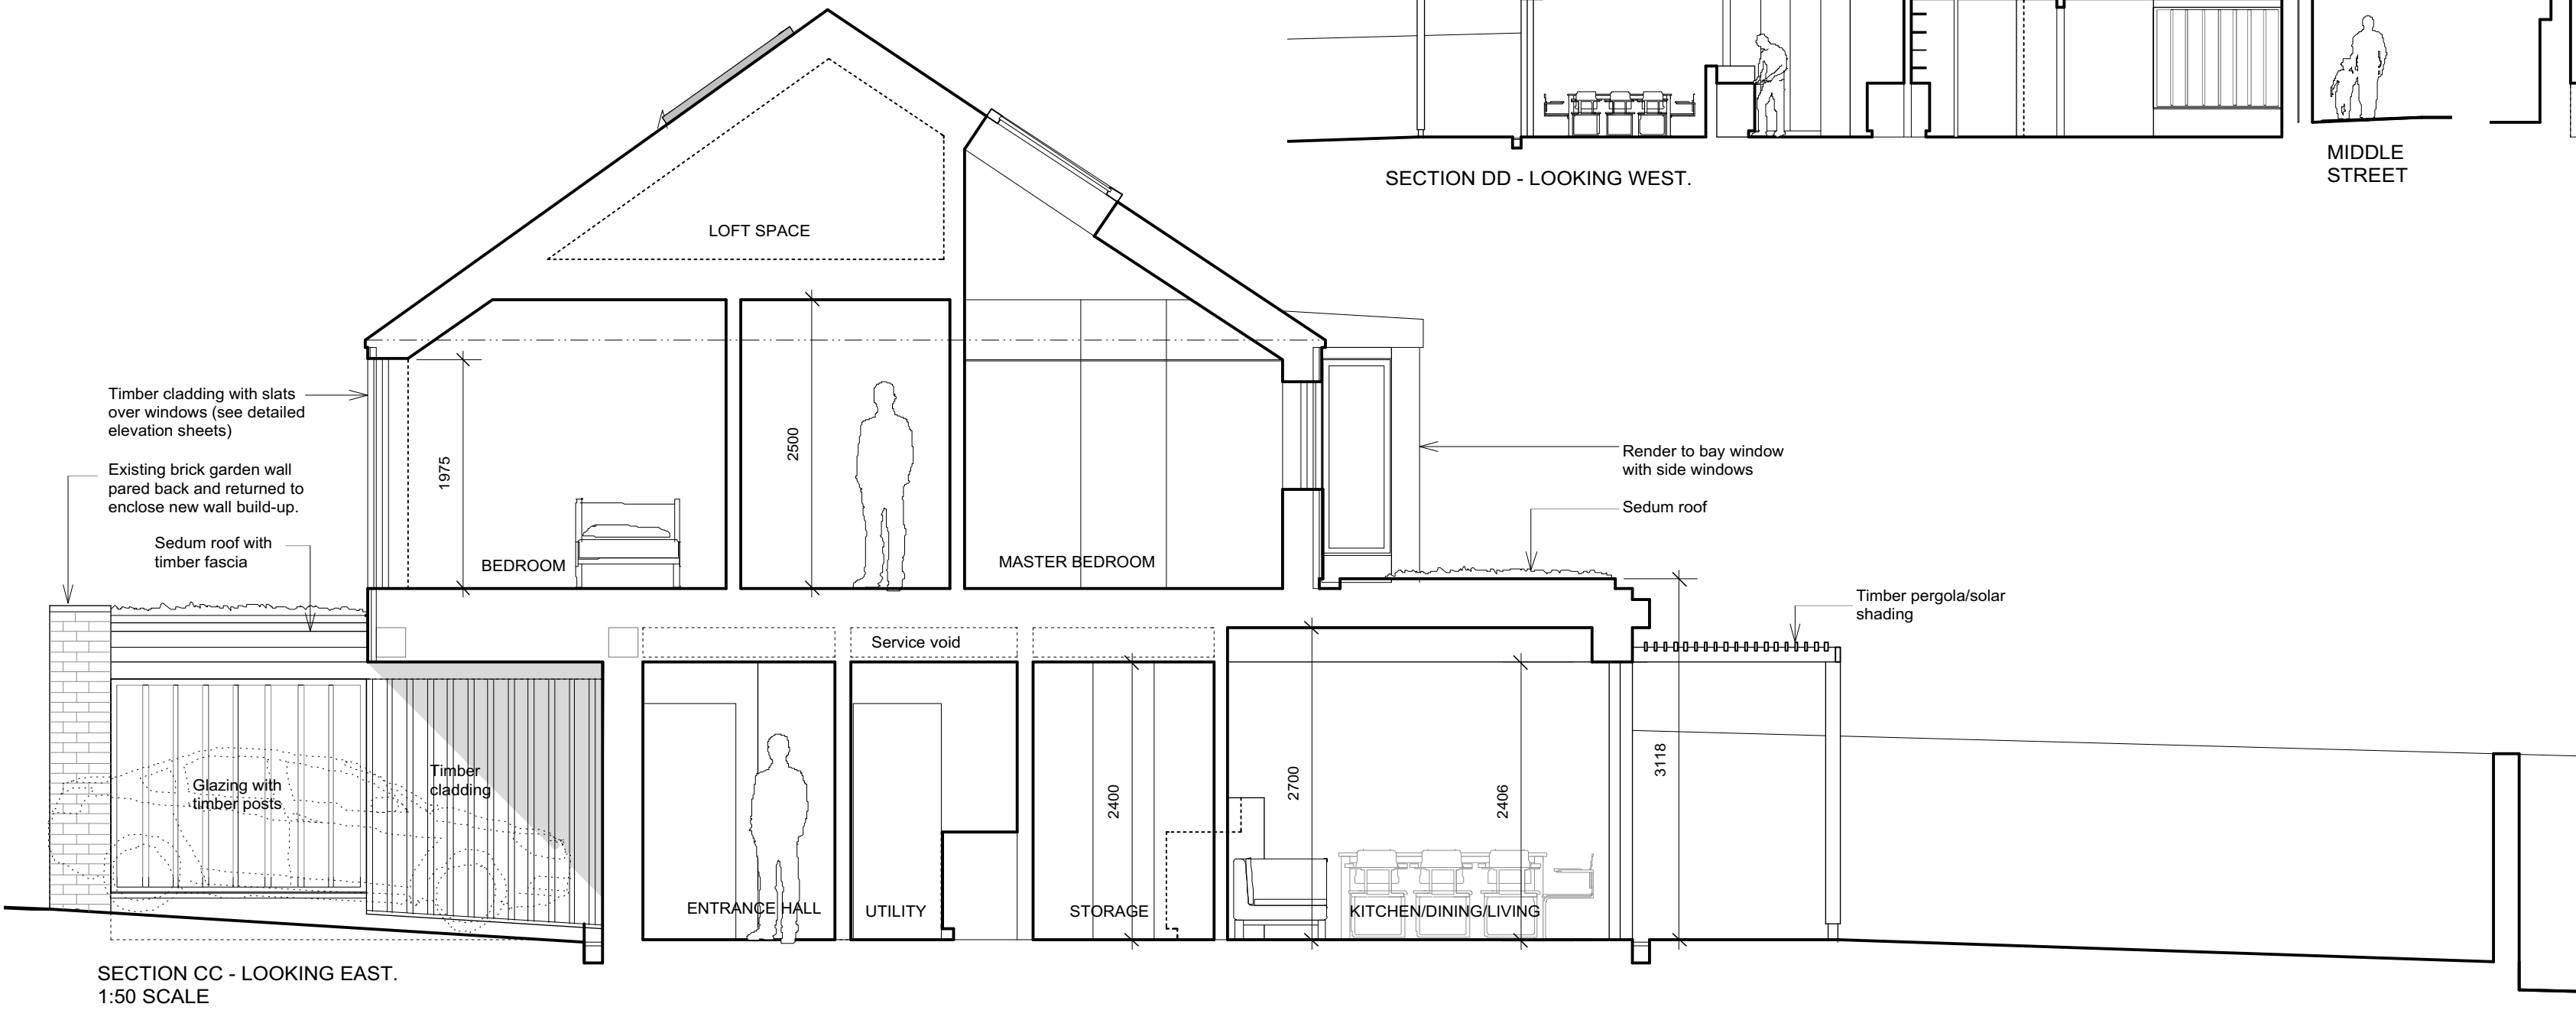 SECTION DD - LOOKING WEST.
MIDDLE
STREET
LOFT SPACE
Timber cladding with slats
over windows (see detailed
elevation sheets)
Existing brick garden wall
pared back and returned to
enclose new wall build-up.
Sedum roof with
timber fascia
1975
2500
BEDROOM
MASTER BEDROOM
Render to bay window
with side windows
Sedum roof
Timber pergola/solar
shading
Service void
Glazing with
timber posts
Timber
cladding
2400
2700
2406
3118
ENTRANCE HALL
UTILITY
STORAGE
KITCHEN/DINING/LIVING
SECTION CC - LOOKING EAST.
1:50 SCALE